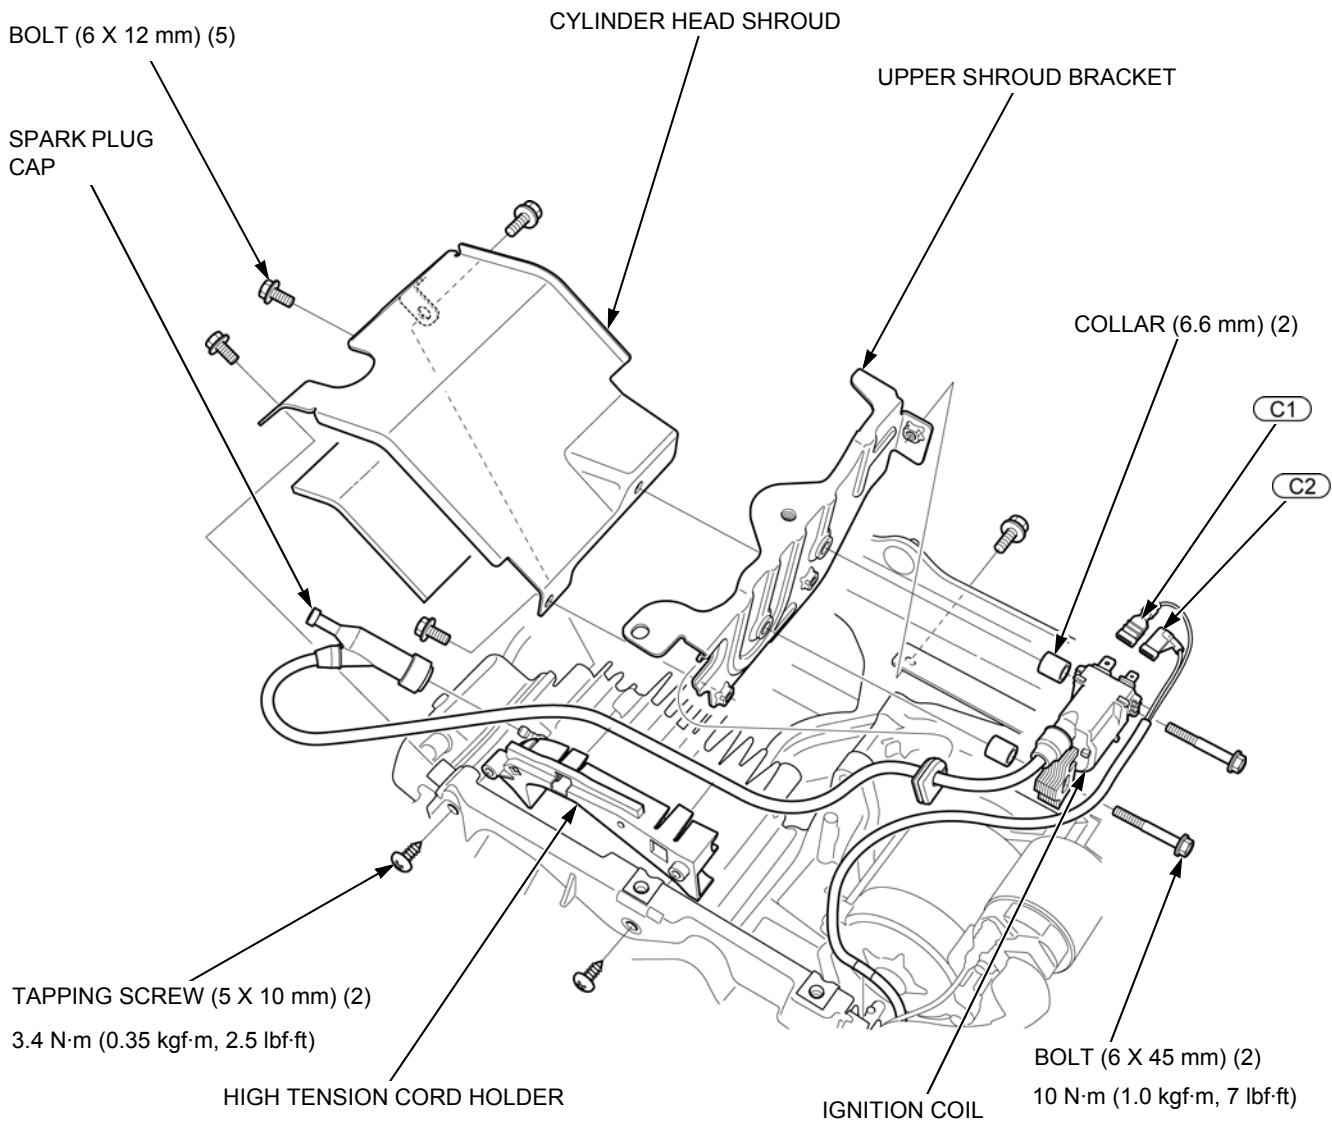 CYLINDER HEAD SHROUD
BOLT (6 X 12 mm) (5)
UPPER SHROUD BRACKET
SPARK PLUG
CAP
COLLAR (6.6 mm) (2)
C1
C2
TAPPING SCREW (5 X 10 mm) (2)
3.4 N·m (0.35 kgf·m, 2.5 lbf·ft)
HIGH TENSION CORD HOLDER
IGNITION COIL
BOLT (6 X 45 mm) (2)
10 N·m (1.0 kgf·m, 7 lbf·ft)